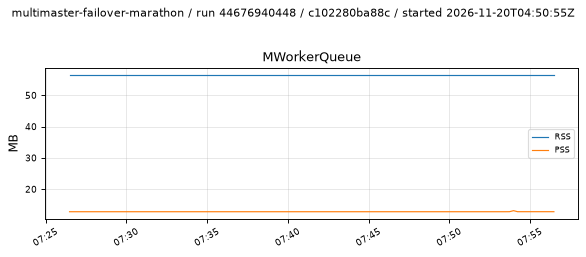 multimaster-failover-marathon / run 44676940448 / c102280ba88c / started 2026-11-20T04:50:55Z
MWorkerQueue
MB
50
40
30
20
RSS
PSS
07:25
07:30
07:35
07:40
07:45
07:50
07:55